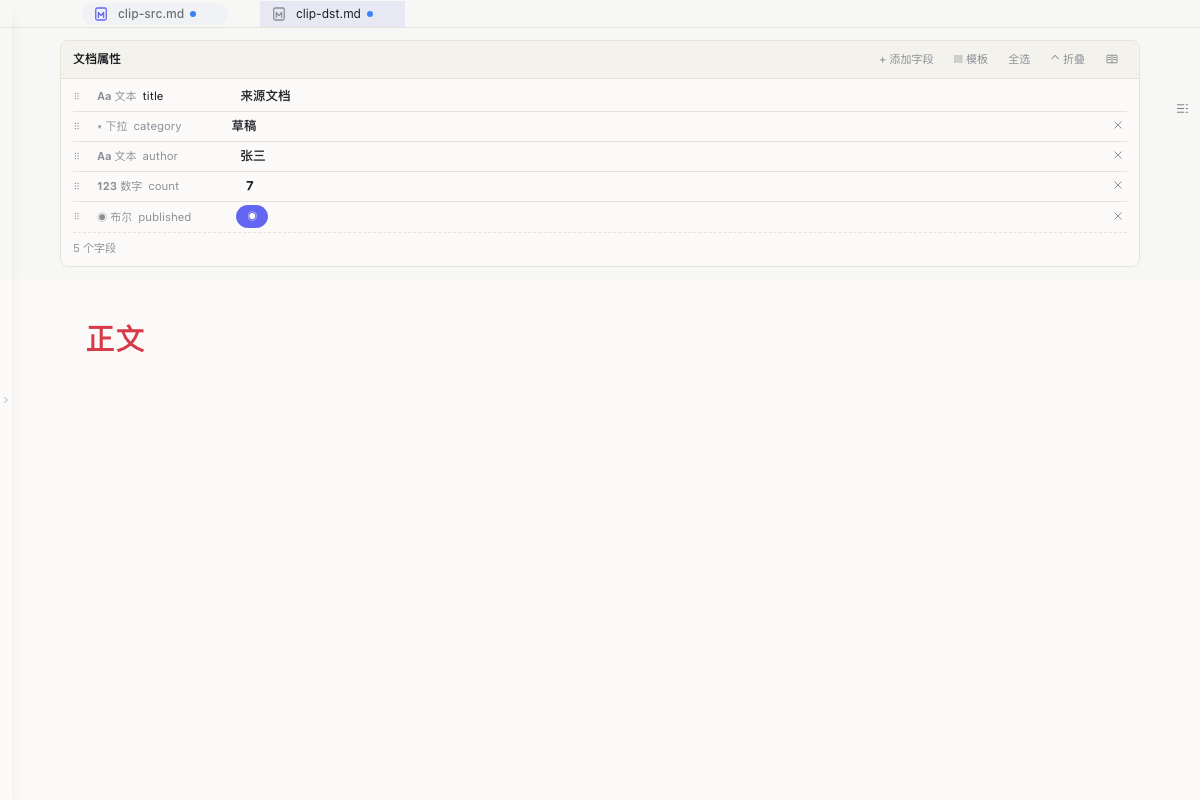 clip-src.md clip-dst.md
文档属性 + 添加字段 模板 全选 折叠
Aa 文本 title 来源文档
下拉 category 草稿
Aa 文本 author 张三
123 数字 count 7
布尔 published
5 个字段
正文